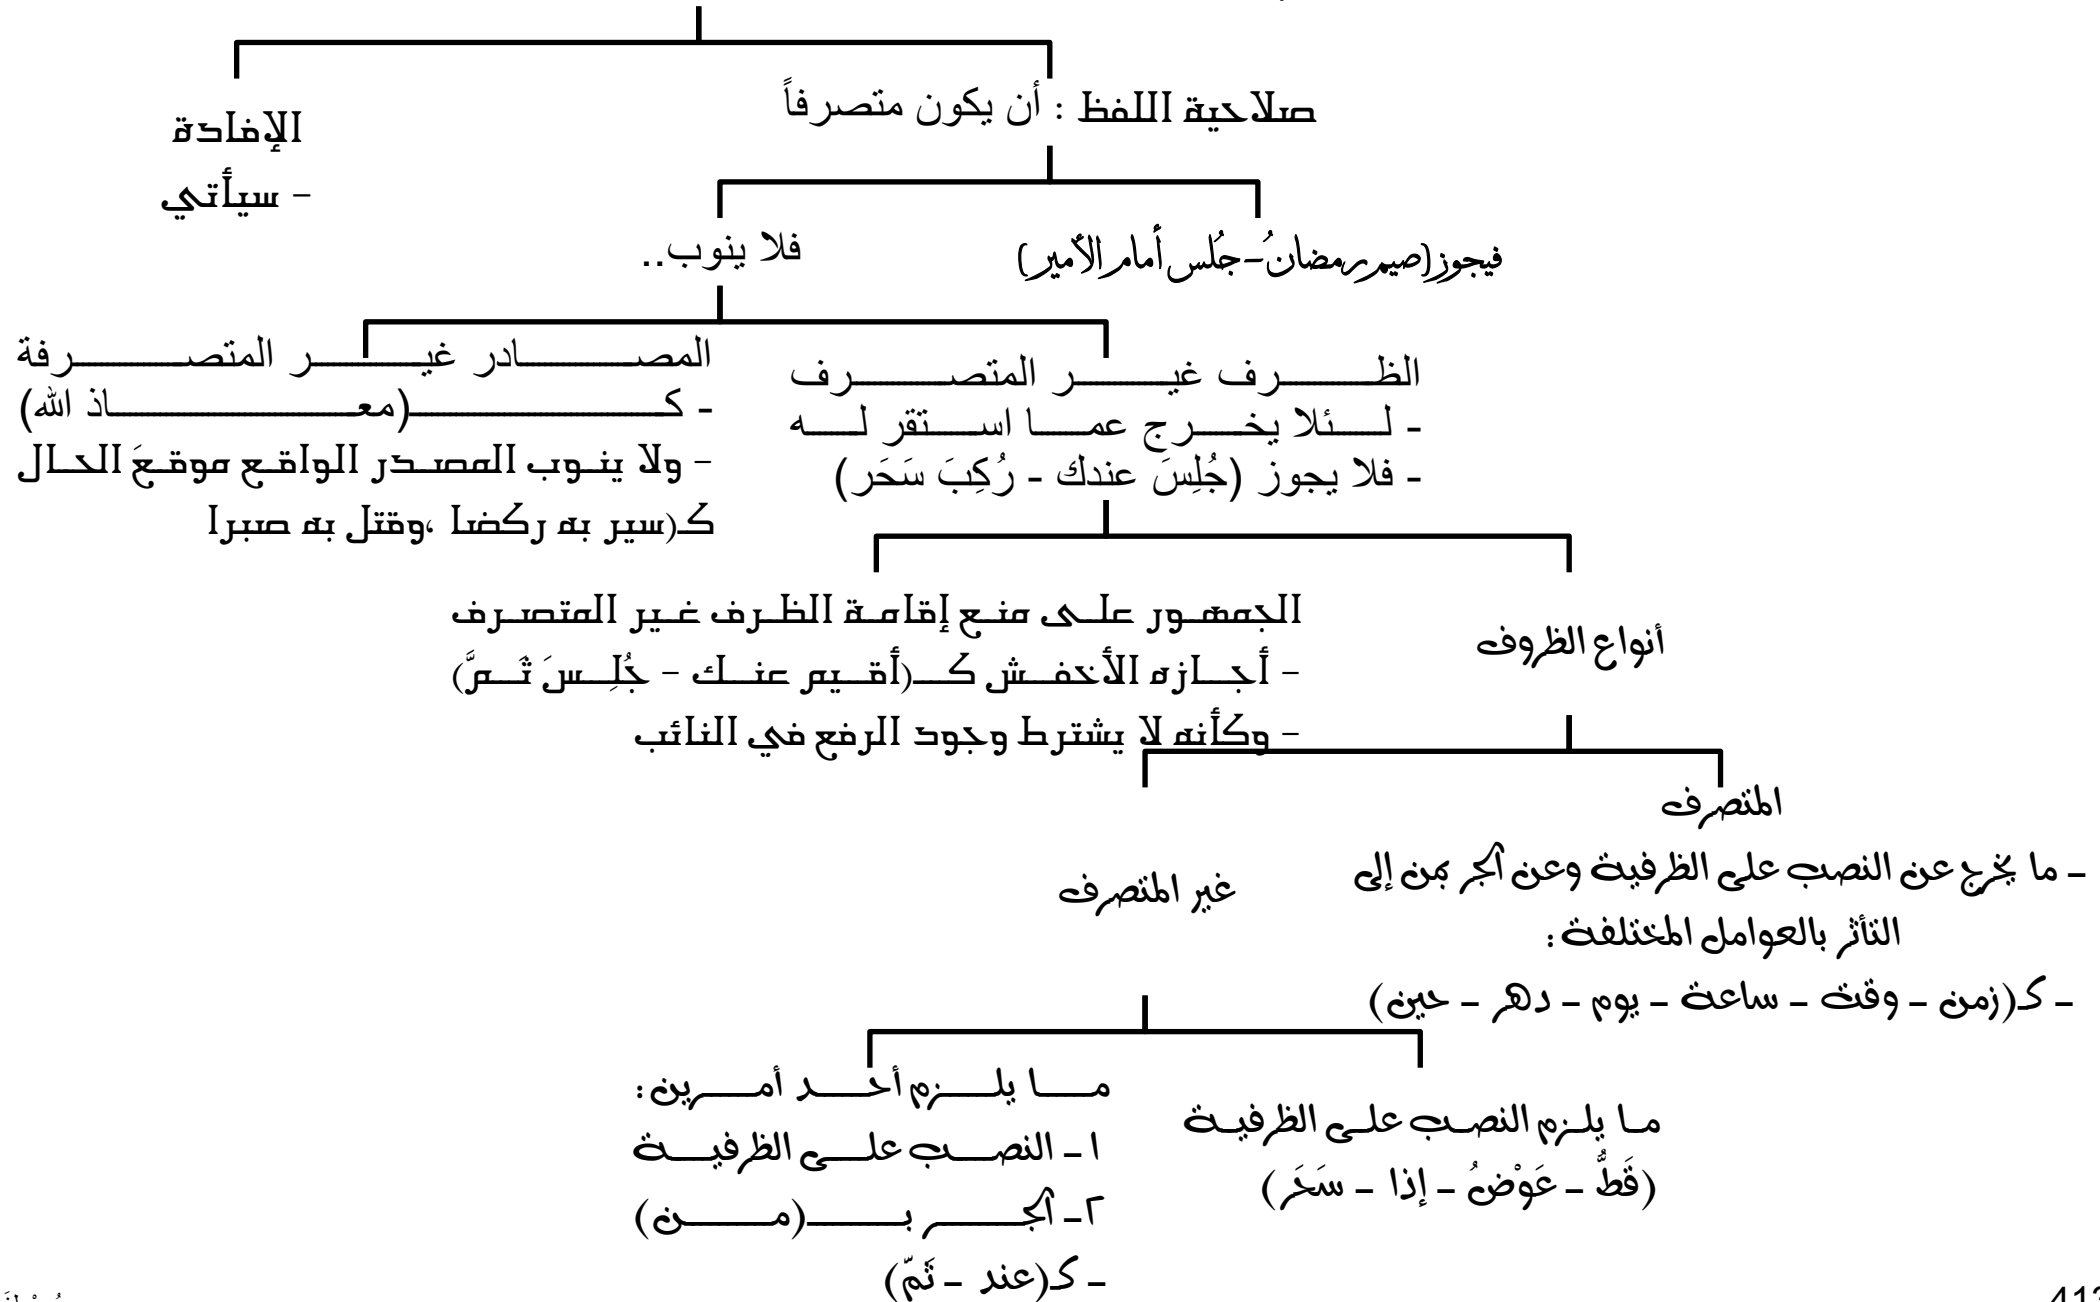 صلاحية اللفظ : أن يكون متصرفاً
الإفادة
- سيأتي
فيجوز(صيم رمضانُ-جُلس أمام الأمير)
فلا ينوب..
الظرف غير المتصرف
- لئلا يخرج عما استقر له
- فلا يجوز (جُلِسَ عندك - رُكِبَ سَحَر)
المصادر غير المتصرفة
- كـ(معاذ الله)
- ولا ينوب المصدر الواقع موقعَ الحال
كـ(سير به ركضا ،وقتل به صبرا
أنواع الظروف
الجمهور على منع إقامة الظرف غير المتصرف
- أجازه الأخفش كـ(أقيم عنك - جُلِسَ ثَمَّ)
- وكأنه لا يشترط وجود الرفع في النائب
المتصرف
- ما يخرج عن النصب على الظرفية وعن الجر بمن إلى
التأثر بالعوامل المختلفة :
- كـ(زمن - وقت - ساعة - يوم - دهر - حين)
غير المتصرف
ما يلزم النصب على الظرفية
(قَطُّ - عَوْضُ - إذا - سَحَر)
ما يلزم أحد أمرين :
١- النصب على الظرفية
٢- الجر بـ(من)
- كـ(عند - ثَمّ)